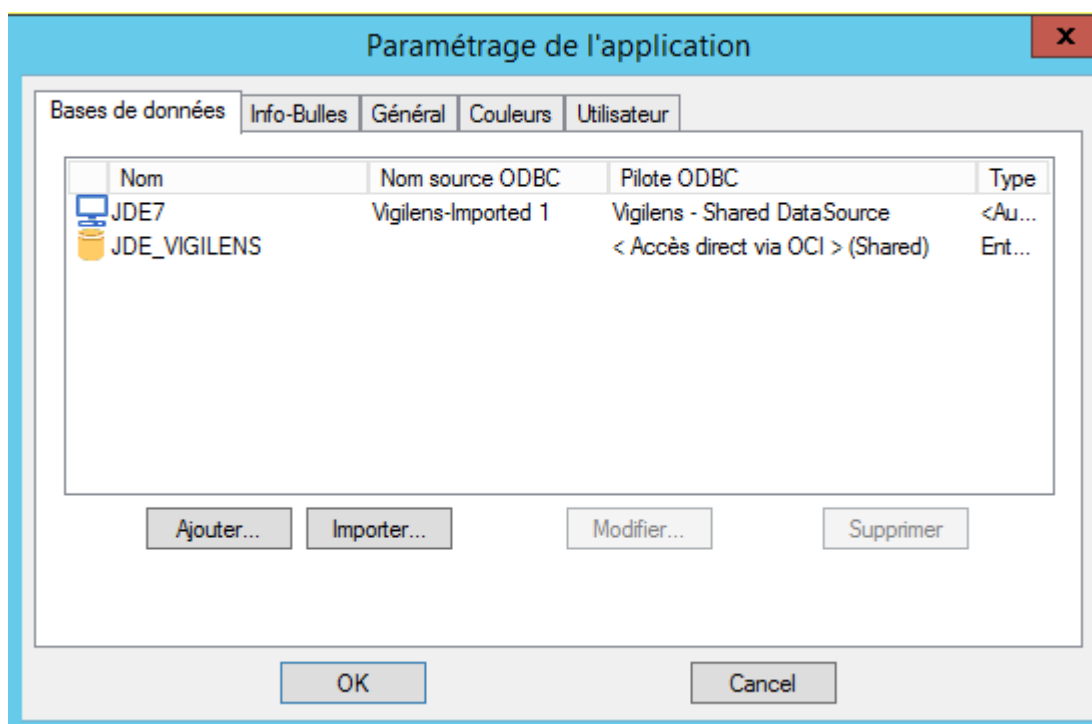 Paramétrage de l'application
x
Bases de données Info-Bulles Général Couleurs Utilisateur
Nom Nom source ODBC Pilote ODBC Type
JDE7 Vigilens-Imported 1 Vigilens - Shared DataSource <Au...
JDE_VIGILENS < Accès direct via OCI > (Shared) Ent...
Ajouter... Importer... Modifier... Supprimer
OK Cancel